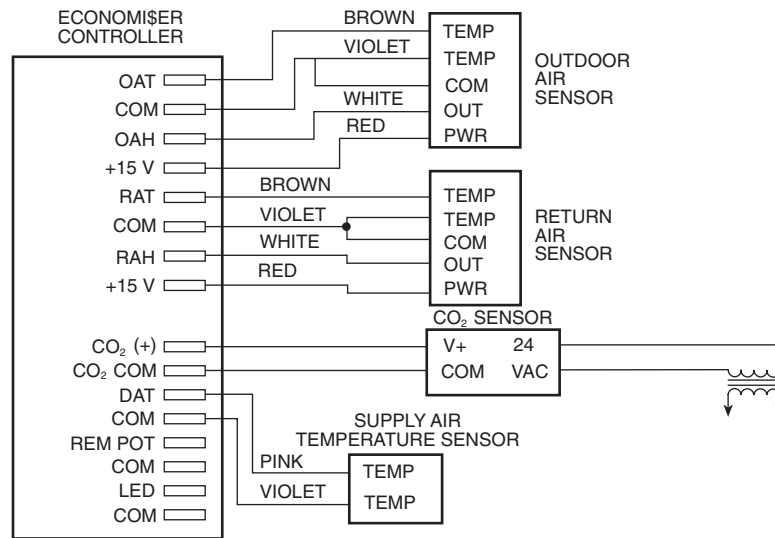 ECONOMI$ER
CONTROLLER
OAT
COM
OAH
+15 V
RAT
COM
RAH
+15 V
CO₂ (+)
CO₂ COM
DAT
COM
REM POT
COM
LED
COM
BROWN
VIOLET
WHITE
RED
TEMP
TEMP
COM
OUT
PWR
OUTDOOR
AIR
SENSOR
BROWN
VIOLET
WHITE
RED
TEMP
TEMP
COM
OUT
PWR
RETURN
AIR
SENSOR
CO₂ SENSOR
V+ 24
COM VAC
SUPPLY AIR
TEMPERATURE SENSOR
PINK
VIOLET
TEMP
TEMP